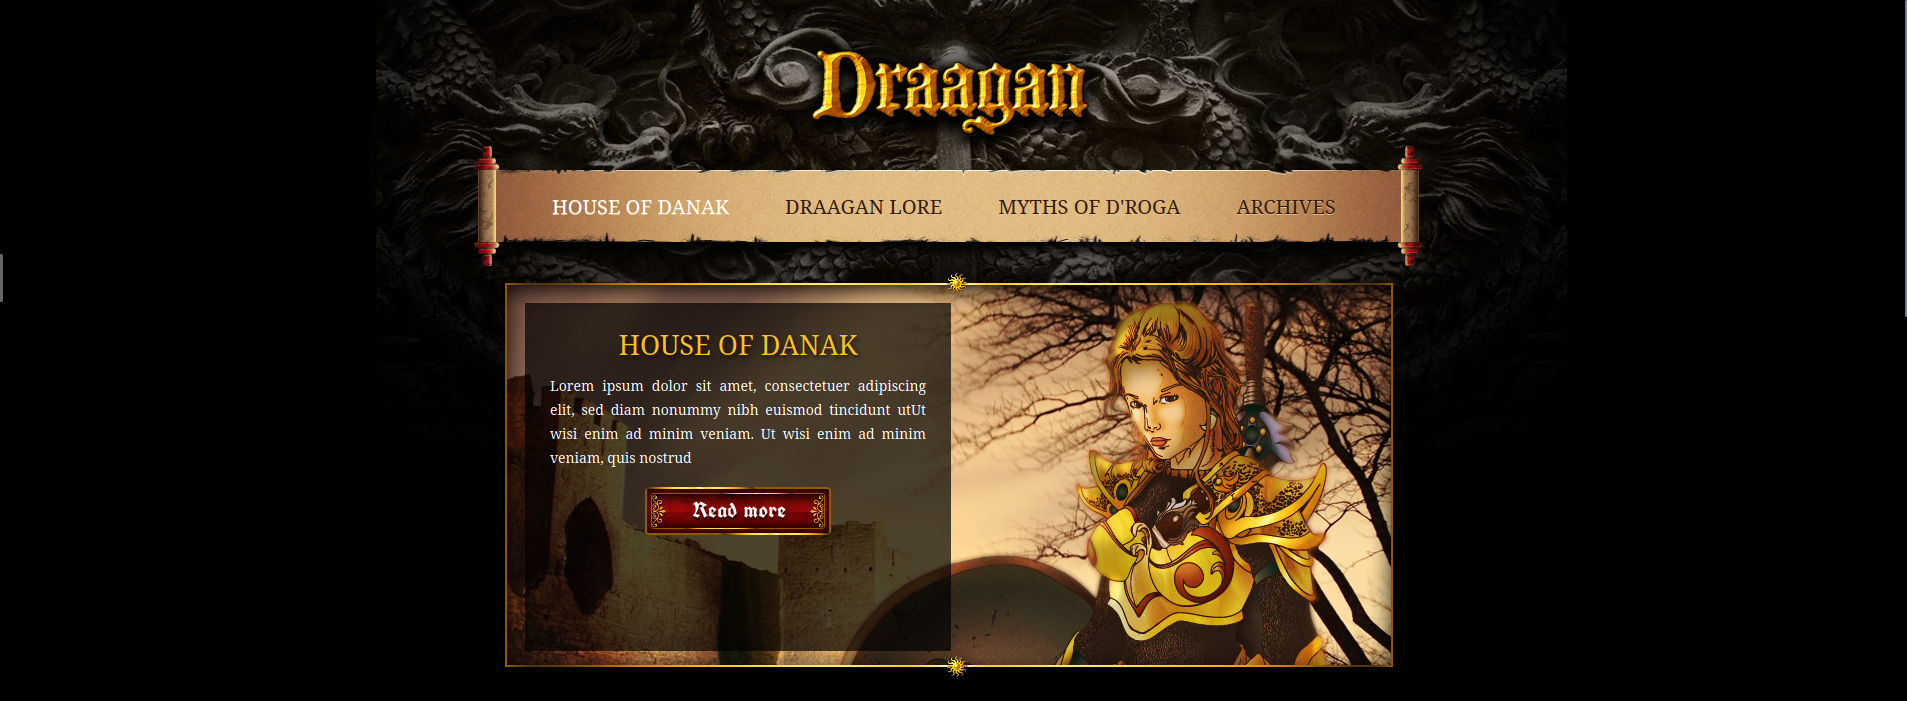 Draagan
HOUSE OF DANAK
DRAAGAN LORE
MYTHS OF D'ROGA
ARCHIVES
HOUSE OF DANAK
Lorem ipsum dolor sit amet, consectetuer adipiscing
elit, sed diam nonummy nibh euismod tincidunt utUt
wisi enim ad minim veniam. Ut wisi enim ad minim
veniam, quis nostrud
Read more